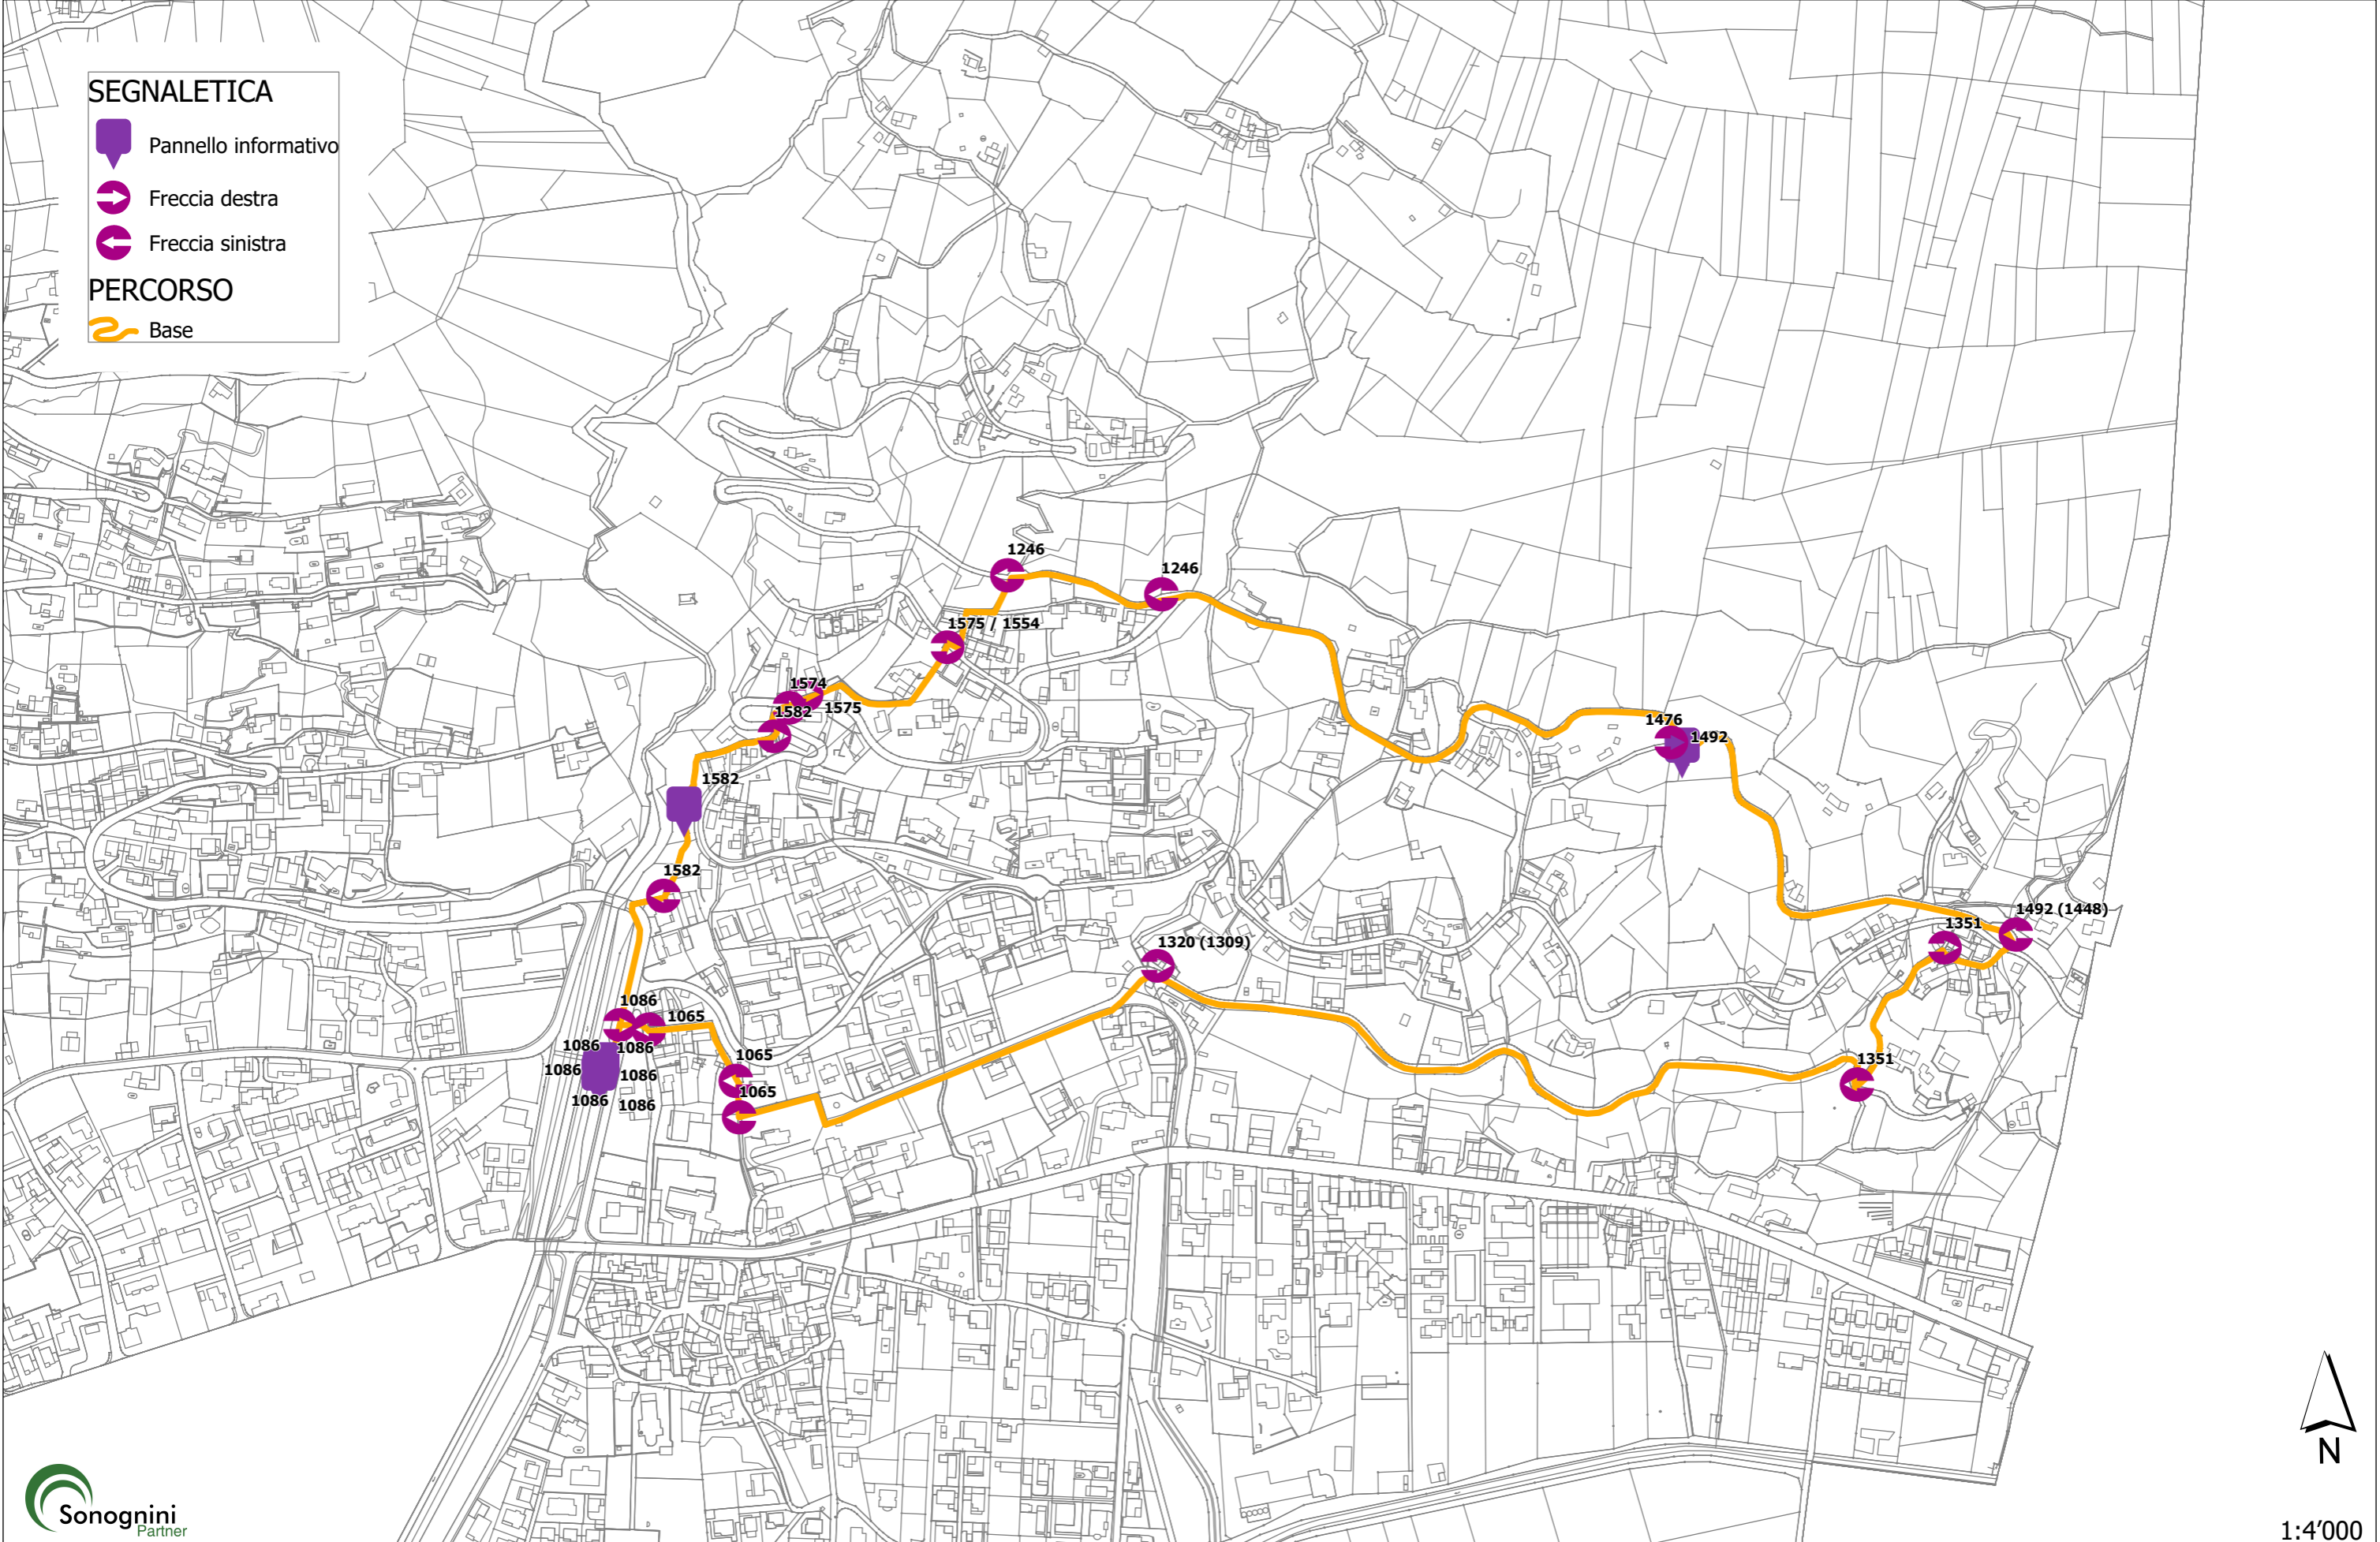 SEGNALETICA
Pannello informativo
Freccia destra
Freccia sinistra
PERCORSO
Base
1246
1246
1575 / 1554
1574
1575
1582
1476
1492
1582
1582
1492 (1448)
1351
1320 (1309)
1086
1065
1086
1086
1065
1351
1086
1086
1065
1086
1086
N
Sonognini
Partner
1:4'000